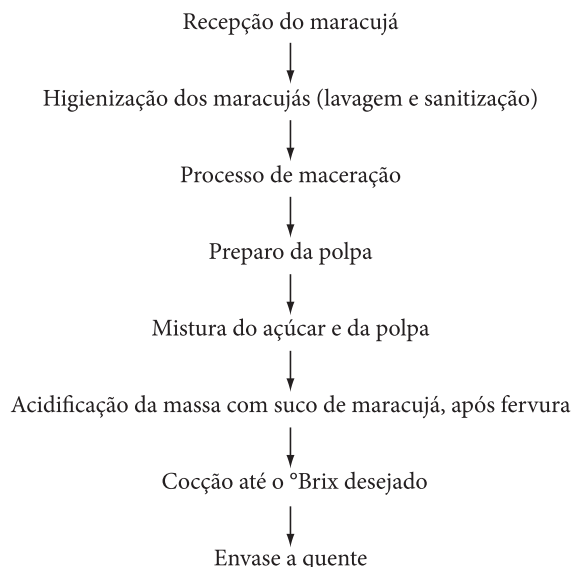 Recepção do maracujá
Higienização dos maracujás (lavagem e sanitização)
Processo de maceração
Preparo da polpa
Mistura do açúcar e da polpa
Acidificação da massa com suco de maracujá, após fervura
Cocção até o °Brix desejado
Envase a quente